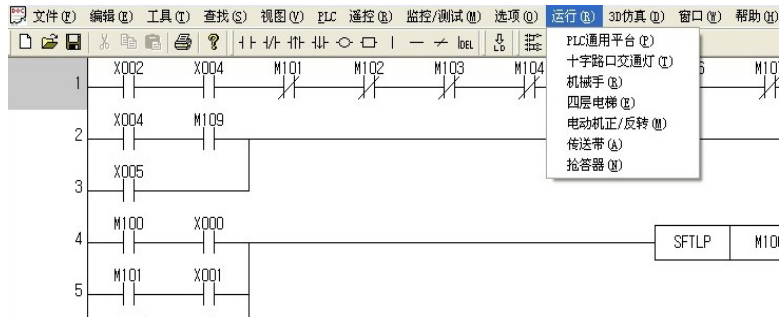 文件(F) 编辑(E) 工具(T) 查找(S) 视图(V) PLC 遥控(R) 监控/测试(M) 选项(O) 运行(R) 3D仿真(D) 窗口(W) 帮助(H)
PLC通用平台(P)
十字路口交通灯(T)
机械手(R)
四层电梯(E)
电动机正/反转(M)
传送带(A)
抢答器(N)
X002 X004 M101 M102 M103 M104
1
X004 M109
2
X005
3
M100 X000
4 SFTLP
M101 X001
5